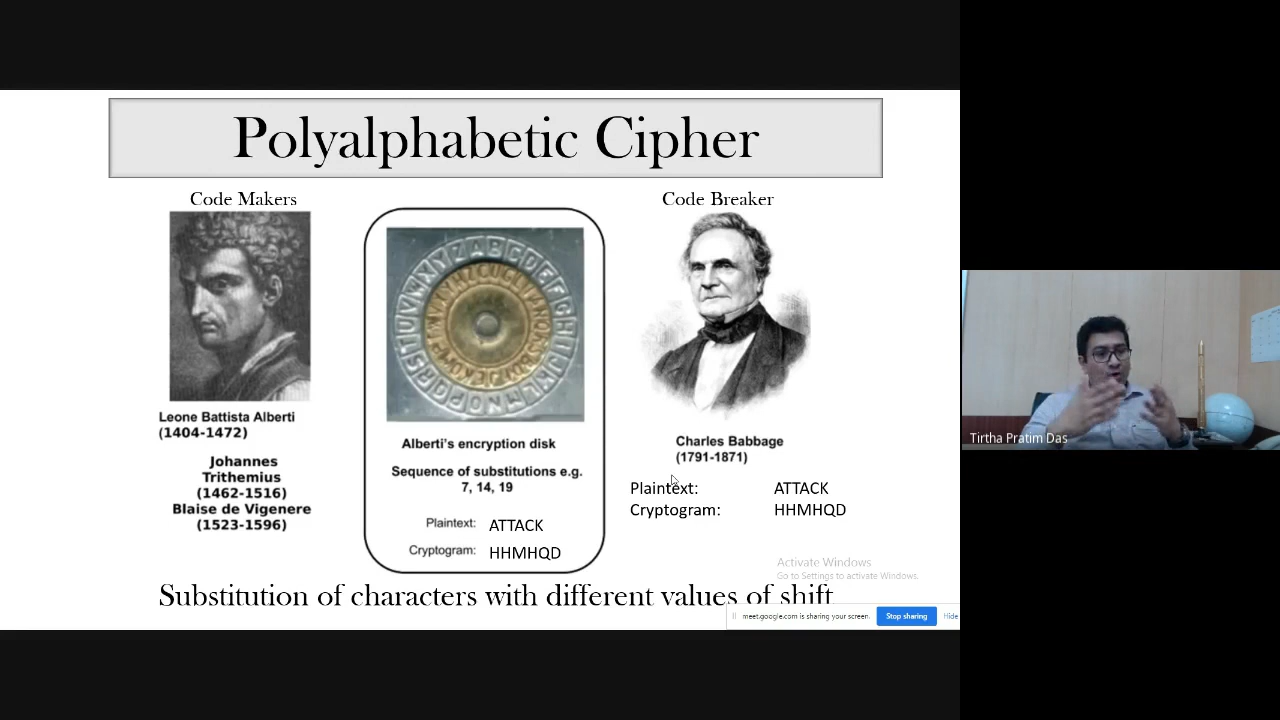 Polyalphabetic Cipher
Code Makers
Leone Battista Alberti
(1404-1472)
Johannes
Trithemius
(1462-1516)
Blaise de Vigenere
(1523-1596)
Alberti's encryption disk
Sequence of substitutions e.g.
7, 14, 19
Plaintext: ATTACK
Cryptogram: HHMHQD
Code Breaker
Charles Babbage
(1791-1871)
Plaintext: ATTACK
Cryptogram: HHMHQD
Substitution of characters with different values of shift
Activate Windows
Go to Settings to activate Windows.
meet.google.com is sharing your screen.
Stop sharing
Hide
Tirtha Pratim Das